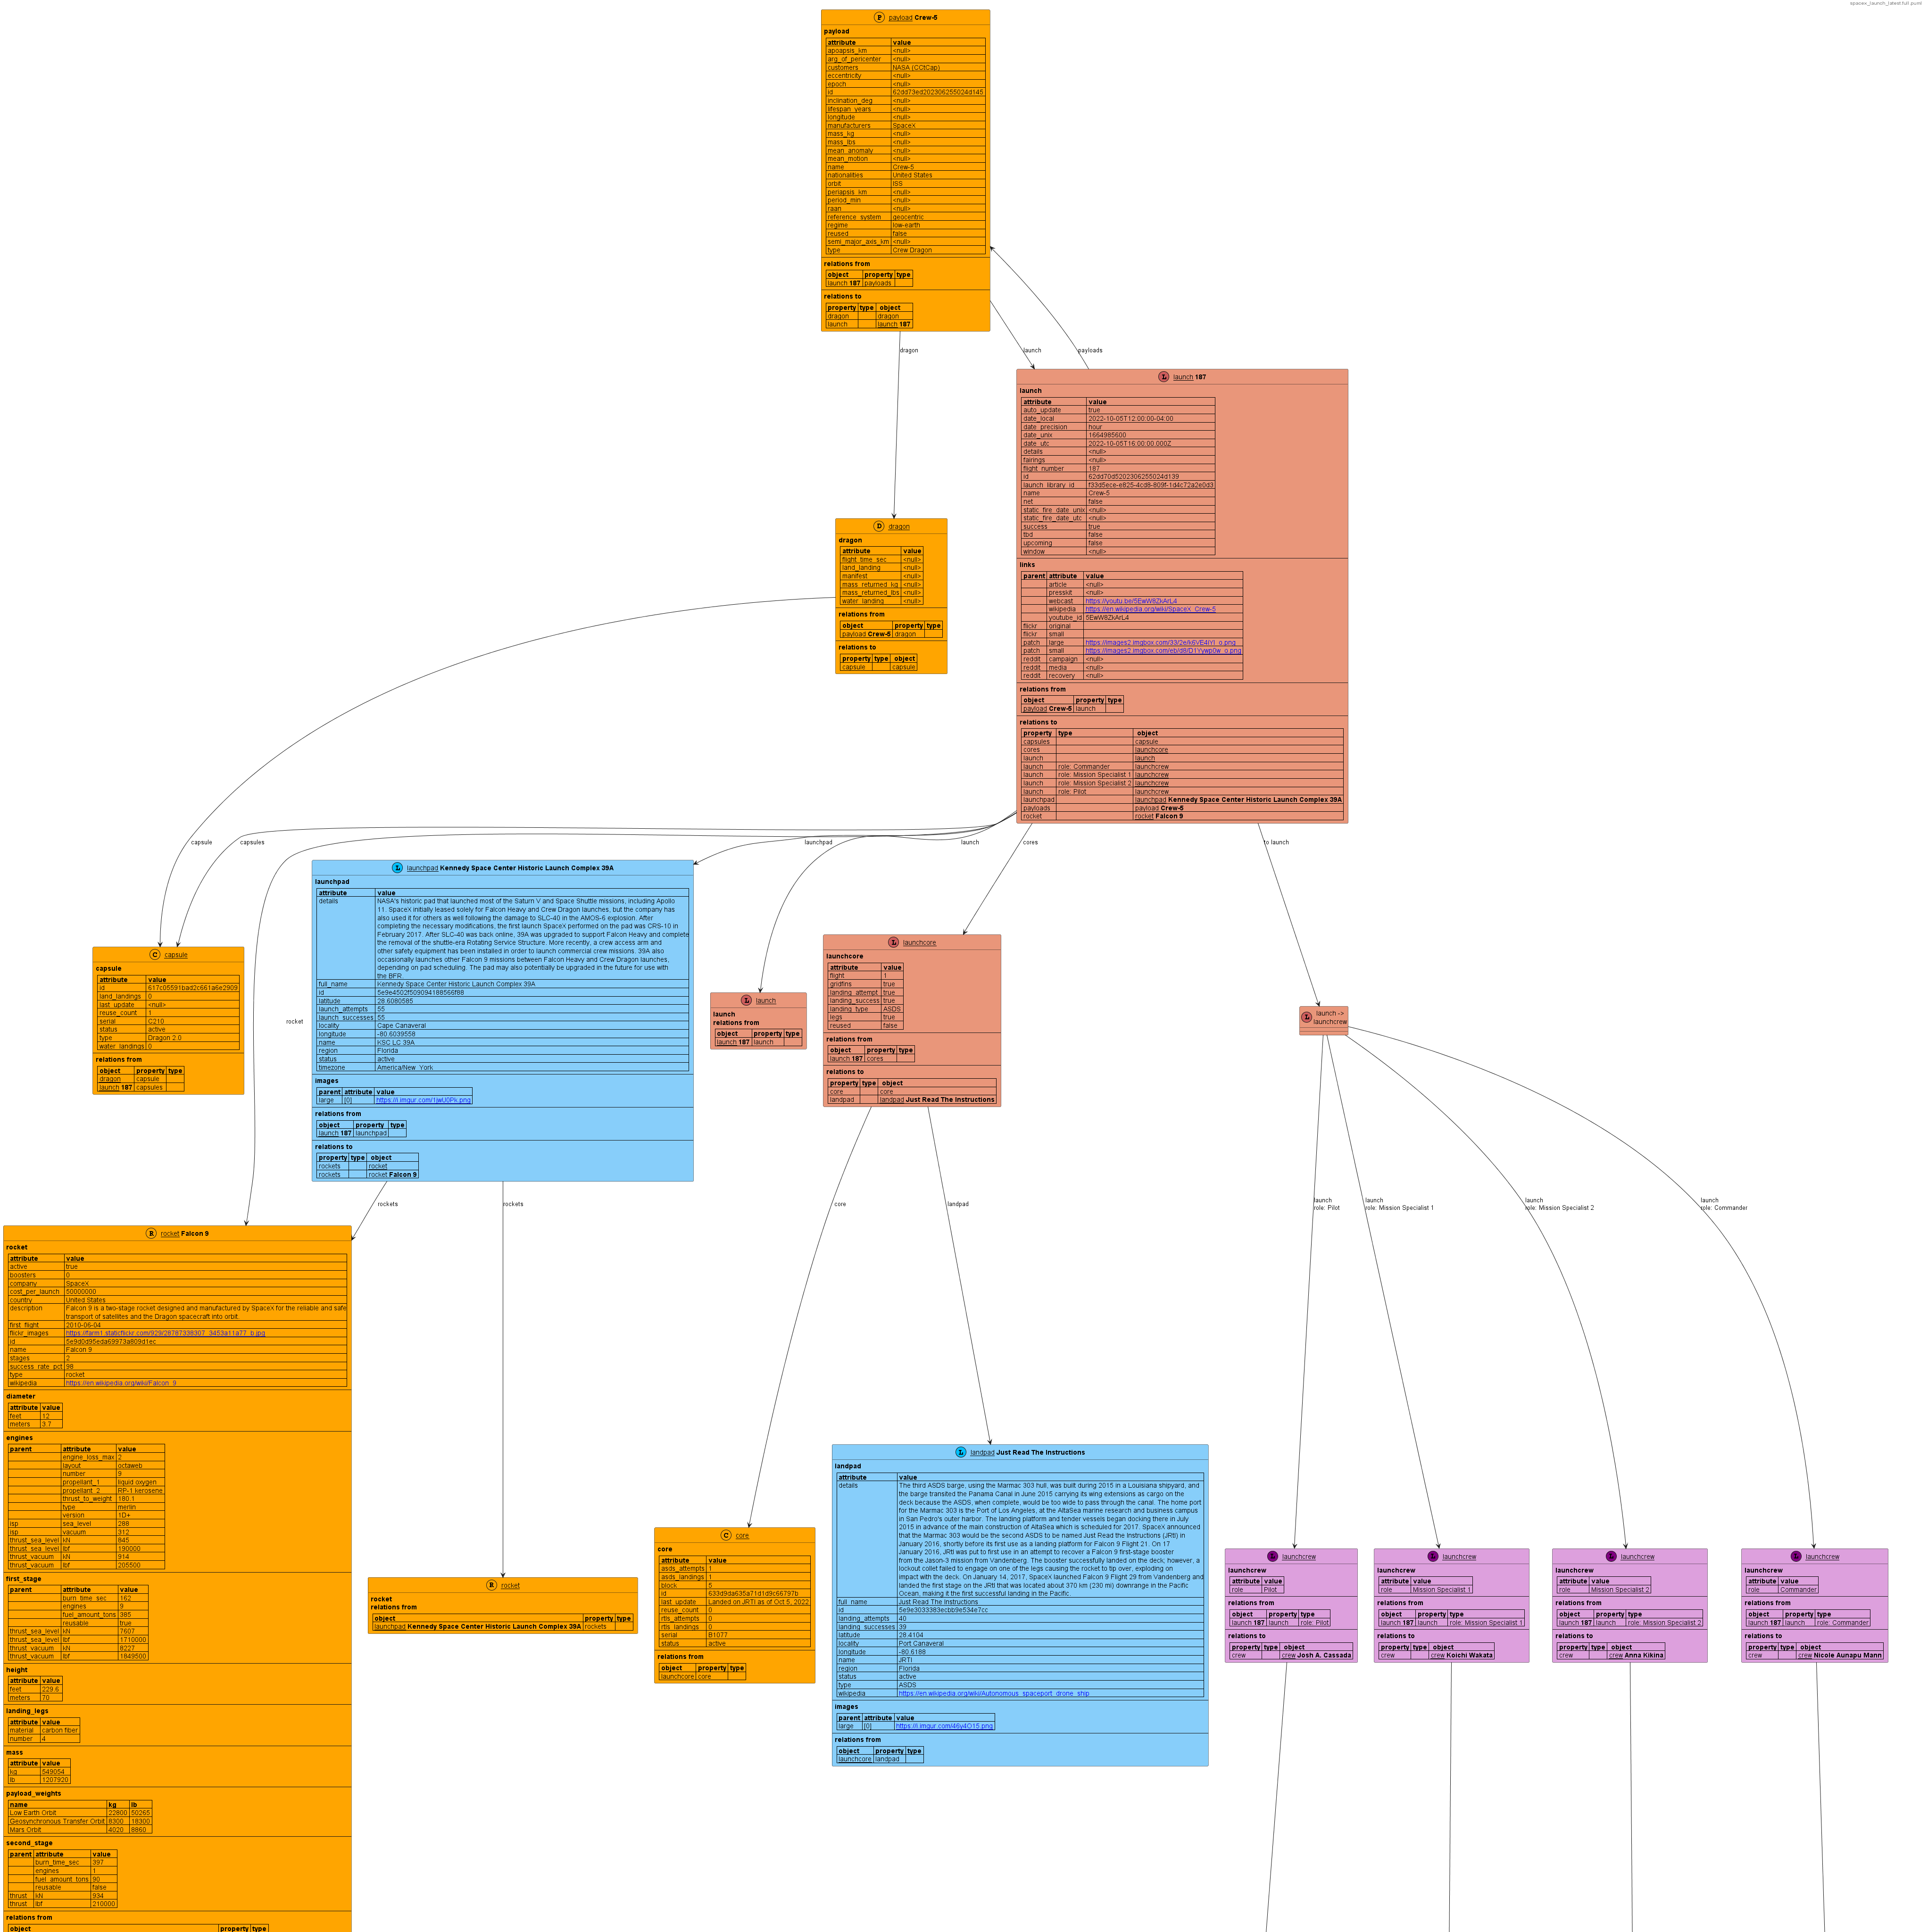 spacex_launch_latest full.puml
P payload Crew-5
payload
attribute value
apoapsis_km <null>
arg_of_pericenter <null>
customers NASA (CCtCap)
eccentricity <null>
epoch <null>
id 62dd73ed202306255024d145
inclination_deg <null>
lifespan_years <null>
longitude <null>
manufacturers SpaceX
mass_kg <null>
mass_lbs <null>
mean_anomaly <null>
mean_motion <null>
name Crew-5
nationalities United States
orbit ISS
periapsis_km <null>
period_min <null>
raan <null>
reference_system geocentric
regime low-earth
reused false
semi_major_axis_km <null>
type Crew Dragon
relations from
object property type
launch 187 payloads
relations to
property type object
dragon dragon
launch launch 187
dragon
launch
payloads
L launch 187
launch
attribute value
auto_update true
date_local 2022-10-05T12:00:00-04:00
date_precision hour
date_unix 1664985600
date_utc 2022-10-05T16:00:00.000Z
details <null>
fairings <null>
flight_number 187
id 62dd70d5202306255024d139
launch_library_id f33d5ece-e825-4cd8-809f-1d4c72a2e0d3
name Crew-5
net false
static_fire_date_unix <null>
static_fire_date_utc <null>
success true
tbd false
upcoming false
window <null>
links
parent attribute value
article <null>
presskit <null>
webcast https://youtu.be/5EwW8ZkArL4
wikipedia https://en.wikipedia.org/wiki/SpaceX_Crew-5
youtube_id 5EwW8ZkArL4
flickr original
flickr small
patch large
patch small
reddit campaign <null>
reddit media <null>
reddit recovery <null>
relations from
object property type
payload Crew-5 launch
relations to
property type object
capsules capsule
cores launchcore
launch launch
launch role: Commander launchcrew
launch role: Mission Specialist 1 launchcrew
launch role: Mission Specialist 2 launchcrew
launch role: Pilot launchcrew
launchpad launchpad Kennedy Space Center Historic Launch Complex 39A
payloads payload Crew-5
rocket rocket Falcon 9
D dragon
dragon
attribute value
flight_time_sec <null>
land_landing <null>
manifest <null>
mass_returned_kg <null>
mass_returned_lbs <null>
water_landing <null>
relations from
object property type
payload Crew-5 dragon
relations to
property type object
capsule capsule
capsule
capsules
launchpad
launch
cores
to launch
rocket
C capsule
capsule
attribute value
id 617c05591bad2c661a6e2909
land_landings 0
last_update <null>
reuse_count 1
serial C210
status active
type Dragon 2.0
water_landings 0
relations from
object property type
dragon capsule
launch 187 capsules
L launchpad Kennedy Space Center Historic Launch Complex 39A
launchpad
attribute value
details NASA's historic pad that launched most of the Saturn V and Space Shuttle missions, including Apollo
11. SpaceX initially leased solely for Falcon Heavy and Crew Dragon launches, but the company has
also used it for others as well following the damage to SLC-40 in the AMOS-6 explosion. After
completing the necessary modifications, the first launch SpaceX performed on the pad was CRS-10 in
February 2017. After SLC-40 was back online, 39A was upgraded to support Falcon Heavy and complete
the removal of the shuttle-era Rotating Service Structure. More recently, a crew access arm and
other safety equipment has been installed in order to launch commercial crew missions. 39A also
occasionally launches other Falcon 9 missions between Falcon Heavy and Crew Dragon launches,
depending on pad scheduling. The pad may also potentially be upgraded in the future for use with
the BFR.
full_name Kennedy Space Center Historic Launch Complex 39A
id 5e9e4502f509094188566f88
latitude 28.6080585
launch_attempts 55
launch_successes 55
locality Cape Canaveral
longitude -80.6039558
name KSC LC 39A
region Florida
status active
timezone America/New_York
images
parent attribute value
large [0]
relations from
object property type
launch 187 launchpad
relations to
property type object
rockets rocket
rockets rocket Falcon 9
L launch
launch
relations from
object property type
launch 187 launch
L launchcore
launchcore
attribute value
flight 1
gridfins true
landing_attempt true
landing_success true
landing_type ASDS
legs true
reused false
relations from
object property type
launch 187 cores
relations to
property type object
core core
landpad landpad Just Read The Instructions
L launch ->
launchcrew
rockets
rockets
core
landpad
launch
role: Pilot
launch
role: Mission Specialist 1
launch
role: Mission Specialist 2
launch
role: Commander
R rocket Falcon 9
rocket
attribute value
active true
boosters 0
company SpaceX
cost_per_launch 50000000
country United States
description Falcon 9 is a two-stage rocket designed and manufactured by SpaceX for the reliable and safe
transport of satellites and the Dragon spacecraft into orbit.
first_flight 2010-06-04
flickr_images https://farm1.staticflickr.com/929/28787338307_3453a11a77_b.jpg
id 5e9d0d95eda69973a809d1ec
name Falcon 9
stages 2
success_rate_pct 98
type rocket
wikipedia https://en.wikipedia.org/wiki/Falcon_9
diameter
attribute value
feet 12
meters 3.7
engines
parent attribute value
engine_loss_max 2
layout octaweb
number 9
propellant_1 liquid oxygen
propellant_2 RP-1 kerosene
thrust_to_weight 180.1
type merlin
version 1D+
isp sea_level 288
isp vacuum 312
thrust_sea_level kN 845
thrust_sea_level lbf 190000
thrust_vacuum kN 914
thrust_vacuum lbf 205500
first_stage
parent attribute value
burn_time_sec 162
engines 9
fuel_amount_tons 385
reusable true
thrust_sea_level kN 7607
thrust_sea_level lbf 1710000
thrust_vacuum kN 8227
thrust_vacuum lbf 1849500
height
attribute value
feet 229.6
meters 70
landing_legs
attribute value
material carbon fiber
number 4
mass
attribute value
kg 549054
lb 1207920
payload_weights
name kg lb
Low Earth Orbit 22800 50265
Geosynchronous Transfer Orbit 8300 18300
Mars Orbit 4020 8860
second_stage
parent attribute value
burn_time_sec 397
engines 1
fuel_amount_tons 90
reusable false
thrust kN 934
thrust lbf 210000
relations from
object property type
R rocket
rocket
relations from
object property type
launchpad Kennedy Space Center Historic Launch Complex 39A rockets
C core
core
attribute value
asds_attempts 1
asds_landings 1
block 5
id 633d9da635a71d1d9c66797b
last_update Landed on JRTI as of Oct 5, 2022
reuse_count 0
rtls_attempts 0
rtls_landings 0
serial B1077
status active
relations from
object property type
launchcore core
L landpad Just Read The Instructions
landpad
attribute value
details The third ASDS barge, using the Marmac 303 hull, was built during 2015 in a Louisiana shipyard, and
the barge transited the Panama Canal in June 2015 carrying its wing extensions as cargo on the
deck because the ASDS, when complete, would be too wide to pass through the canal. The home port
for the Marmac 303 is the Port of Los Angeles, at the AltaSea marine research and business campus
in San Pedro's outer harbor. The landing platform and tender vessels began docking there in July
2015 in advance of the main construction of AltaSea which is scheduled for 2017. SpaceX announced
that the Marmac 303 would be the second ASDS to be named Just Read the Instructions (JRtI) in
January 2016, shortly before its first use as a landing platform for Falcon 9 Flight 21. On 17
January 2016, JRTI was put to first use in an attempt to recover a Falcon 9 first-stage booster
from the Jason-3 mission from Vandenberg. The booster successfully landed on the deck; however, a
lockout collet failed to engage on one of the legs causing the rocket to tip over, exploding on
impact with the deck. On January 14, 2017, SpaceX launched Falcon 9 Flight 29 from Vandenberg and
landed the first stage on the JRtI that was located about 370 km (230 mi) downrange in the Pacific
Ocean, making it the first successful landing in the Pacific.
full_name Just Read The Instructions
id 5e9e3033383ecbb9e534e7cc
landing_attempts 40
landing_successes 39
latitude 28.4104
locality Port Canaveral
longitude -80.6188
name JRTI
region Florida
status active
type ASDS
wikipedia https://en.wikipedia.org/wiki/Autonomous_spaceport_drone_ship
images
parent attribute value
large [0] https://i.imgur.com/46y4O15.png
relations from
object property type
launchcore landpad
L launchcrew
launchcrew
attribute value
role Pilot
relations from
object property type
launch 187 launch role: Pilot
relations to
property type object
crew crew Josh A. Cassada
L launchcrew
launchcrew
attribute value
role Mission Specialist 1
relations from
object property type
launch 187 launch role: Mission Specialist 1
relations to
property type object
crew crew Koichi Wakata
L launchcrew
launchcrew
attribute value
role Mission Specialist 2
relations from
object property type
launch 187 launch role: Mission Specialist 2
relations to
property type object
crew crew Anna Kikina
L launchcrew
launchcrew
attribute value
role Commander
relations from
object property type
launch 187 launch role: Commander
relations to
property type object
crew crew Nicole Aunapu Mann